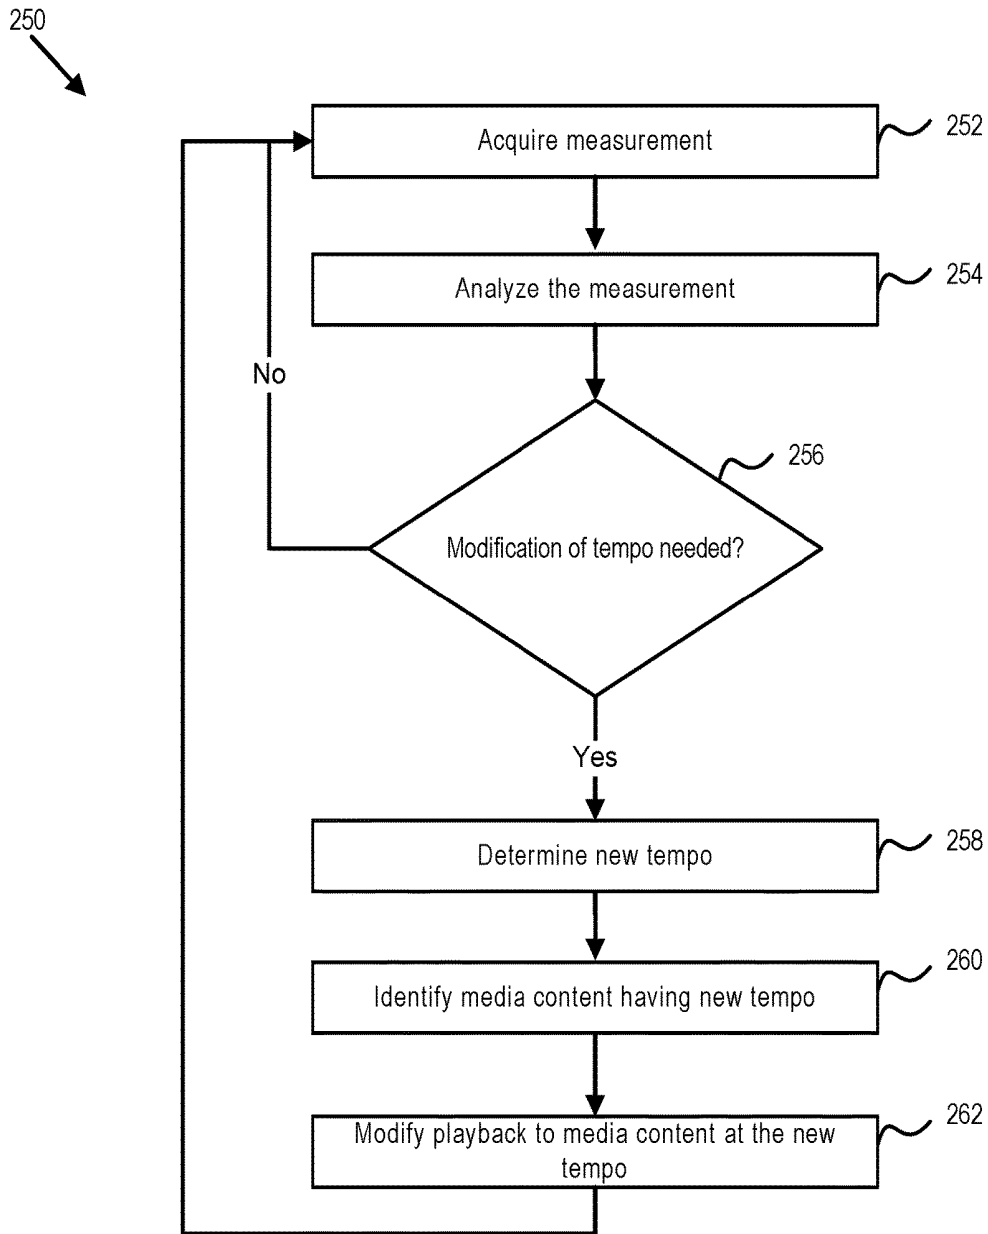 250
Acquire measurement
252
Analyze the measurement
254
No
256
Modification of tempo needed?
Yes
Determine new tempo
258
Identify media content having new tempo
260
Modify playback to media content at the new
tempo
262